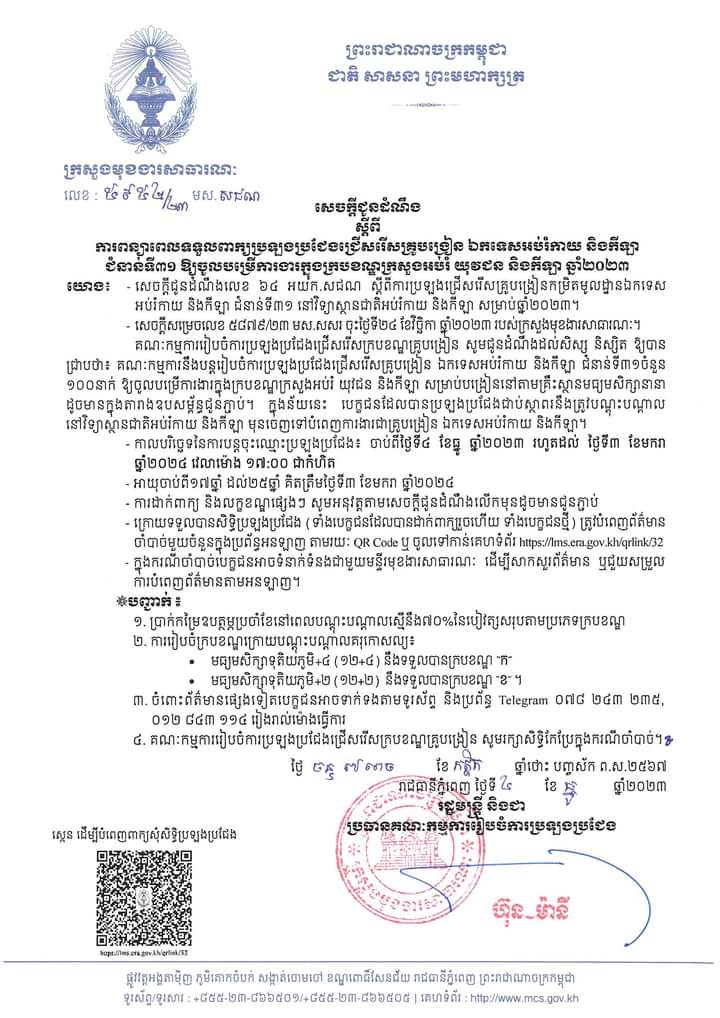 ព្រះរាជាណាចក្រកម្ពុជា
ជាតិ សាសនា ព្រះមហាក្សត្រ
ក្រសួងមុខងារសាធារណៈ
លេខ : ៥៩៥៤/២៣ មស.សជណ
សេចក្តីជូនដំណឹង
ស្តីពី
ការពន្យារពេលទទួលពាក្យប្រឡងប្រជែងជ្រើសរើសគ្រូបង្រៀន ឯកទេសអប់រំកាយ និងកីឡា
ជំនាន់ទី៣១ ឱ្យចូលបម្រើការងារក្នុងក្របខណ្ឌក្រសួងអប់រំ យុវជន និងកីឡា ឆ្នាំ២០២៣
យោង៖ - សេចក្តីជូនដំណឹងលេខ ៦៤ អយក.សជណ ស្តីពីការប្រឡងជ្រើសរើសគ្រូបង្រៀនកម្រិតមូលដ្ឋានឯកទេស
អប់រំកាយ និងកីឡា ជំនាន់ទី៣១ នៅវិទ្យាស្ថានជាតិអប់រំកាយ និងកីឡា សម្រាប់ឆ្នាំ២០២៣។
- សេចក្តីសម្រេចលេខ ៥៨៧៩/២៣ មស.សសរ ចុះថ្ងៃទី២៤ ខែវិច្ឆិកា ឆ្នាំ២០២៣ របស់ក្រសួងមុខងារសាធារណៈ។
គណៈកម្មការរៀបចំការប្រឡងប្រជែងជ្រើសរើសក្របខណ្ឌគ្រូបង្រៀន សូមជូនដំណឹងដល់សិស្ស និស្សិត ឱ្យបាន
ជ្រាបថា៖ គណៈកម្មការនឹងបន្តរៀបចំការប្រឡងប្រជែងជ្រើសរើសគ្រូបង្រៀន ឯកទេសអប់រំកាយ និងកីឡា ជំនាន់ទី៣១ចំនួន
១០០នាក់ ឱ្យចូលបម្រើការងារក្នុងក្របខណ្ឌក្រសួងអប់រំ យុវជន និងកីឡា សម្រាប់បង្រៀននៅតាមគ្រឹះស្ថានមធ្យមសិក្សានានា
ដូចមានក្នុងតារាងឧបសម្ព័ន្ធជូនភ្ជាប់។ ក្នុងន័យនេះ បេក្ខជនដែលបានប្រឡងប្រជែងជាប់ស្ថាពរនឹងត្រូវបណ្តុះបណ្តាល
នៅវិទ្យាស្ថានជាតិអប់រំកាយ និងកីឡា មុនចេញទៅបំពេញការងារជាគ្រូបង្រៀន ឯកទេសអប់រំកាយ និងកីឡា។
- កាលបរិច្ឆេទនៃការបន្តចុះឈ្មោះប្រឡងប្រជែង៖ ចាប់ពីថ្ងៃទី៤ ខែធ្នូ ឆ្នាំ២០២៣ រហូតដល់ ថ្ងៃទី៣ ខែមករា
ឆ្នាំ២០២៤ វេលាម៉ោង ១៧:០០ ជាកំហិត
- អាយុចាប់ពី១៧ឆ្នាំ ដល់២៥ឆ្នាំ គិតត្រឹមថ្ងៃទី៣ ខែមករា ឆ្នាំ២០២៤
- ការដាក់ពាក្យ និងលក្ខខណ្ឌផ្សេងៗ សូមអនុវត្តតាមសេចក្តីជូនដំណឹងលើកមុនដូចមានជូនភ្ជាប់
- ក្រោយទទួលបានសិទ្ធិប្រឡងប្រជែង (ទាំងបេក្ខជនដែលបានដាក់ពាក្យរួចហើយ ទាំងបេក្ខជនថ្មី) ត្រូវបំពេញព័ត៌មាន
ចាំបាច់មួយចំនួនក្នុងប្រព័ន្ធអនឡាញ តាមរយៈ QR Code ឬ ចូលទៅកាន់គេហទំព័រ https://lms.era.gov.kh/qrlink/32
- ក្នុងករណីចាំបាច់បេក្ខជនអាចទំនាក់ទំនងជាមួយមន្ទីរមុខងារសាធារណៈ ដើម្បីសាកសួរព័ត៌មាន ឬជួយសម្រួល
ការបំពេញព័ត៌មានតាមអនឡាញ។
❊បញ្ជាក់ ៖
១. ប្រាក់កម្រៃឧបត្ថម្ភប្រចាំខែនៅពេលបណ្តុះបណ្តាលស្មើនឹង៧០%នៃបៀវត្សសរុបតាមប្រភេទក្របខណ្ឌ
២. ការរៀបចំក្របខណ្ឌក្រោយបណ្តុះបណ្តាលគរុកោសល្យ៖
• មធ្យមសិក្សាទុតិយភូមិ+៤ (១២+៤) នឹងទទួលបានក្របខណ្ឌ "ក"
• មធ្យមសិក្សាទុតិយភូមិ+២ (១២+២) នឹងទទួលបានក្របខណ្ឌ "ខ" ។
៣. ចំពោះព័ត៌មានផ្សេងទៀតបេក្ខជនអាចទាក់ទងតាមទូរស័ព្ទ និងប្រព័ន្ធ Telegram ០៧៨ ២៤៣ ២៣៥,
០១២ ៨៤៣ ១១៤ រៀងរាល់ម៉ោងធ្វើការ
៤. គណៈកម្មការរៀបចំការប្រឡងប្រជែងជ្រើសរើសក្របខណ្ឌគ្រូបង្រៀន សូមរក្សាសិទ្ធិកែប្រែក្នុងករណីចាំបាច់។
ថ្ងៃ ចន្ទ ៧រោច ខែ កត្តិក ឆ្នាំថោះ បញ្ចស័ក ព.ស.២៥៦៧
រាជធានីភ្នំពេញ ថ្ងៃទី៤ ខែ ធ្នូ ឆ្នាំ២០២៣
រដ្ឋមន្ត្រី និងជា
ប្រធានគណៈកម្មការរៀបចំការប្រឡងប្រជែង
ហ៊ុន ម៉ានី
ស្កេន ដើម្បីបំពេញពាក្យសុំសិទ្ធិប្រឡងប្រជែង
https://lms.era.gov.kh/qrlink/32
ផ្លូវវត្តអង្គតាមិញ ភូមិគោកចំបក់ សង្កាត់ចោមចៅ ខណ្ឌពោធិ៍សែនជ័យ រាជធានីភ្នំពេញ ព្រះរាជាណាចក្រកម្ពុជា
ទូរស័ព្ទ/ទូរសារ : +៨៥៥-២៣-៨៦៦៥០១/+៨៥៥-២៣-៨៦៦៥០៥ | គេហទំព័រ : http://www.mcs.gov.kh